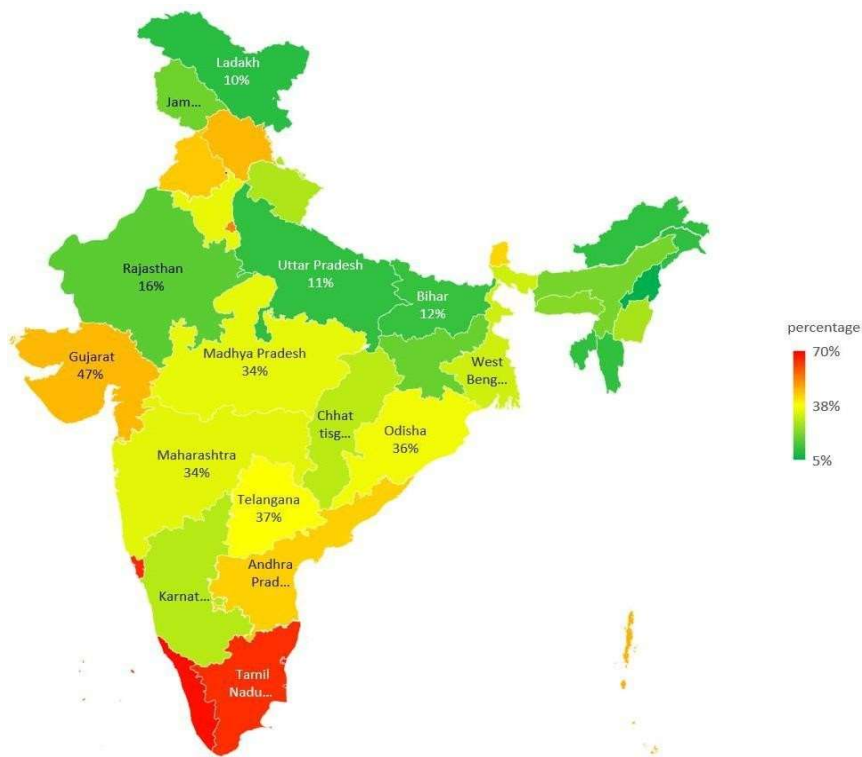 Ladakh
10%
Jam...
Rajasthan
16%
Uttar Pradesh
11%
Bihar
12%
Gujarat
47%
Madhya Pradesh
34%
West
Beng...
Chhat
tisg...
Odisha
36%
Maharashtra
34%
Telangana
37%
Andhra
Prad...
Karnat...
Tamil
Nadu...
percentage
70%
38%
5%